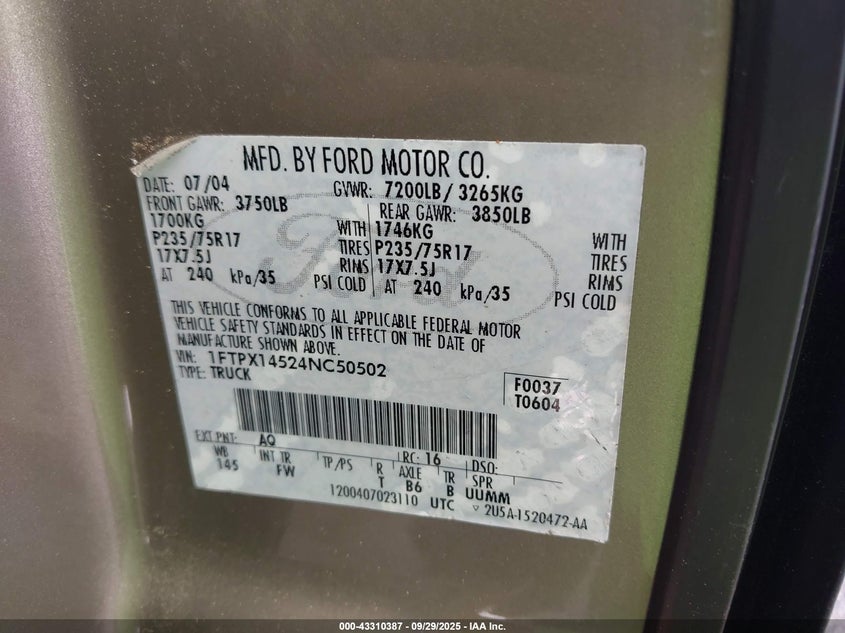 MFD. BY FORD MOTOR CO.
DATE: 07/04 GVWR: 7200LB / 3265KG
FRONT GAWR: 3750LB REAR GAWR: 3850LB
1700KG WITH 1746KG WITH
P235/75R17 TIRES P235/75R17 TIRES
17X7.5J RIMS 17X7.5J RIMS
AT 240 kPa/35 PSI COLD AT 240 kPa/35 PSI COLD
THIS VEHICLE CONFORMS TO ALL APPLICABLE FEDERAL MOTOR
VEHICLE SAFETY STANDARDS IN EFFECT ON THE DATE OF
MANUFACTURE SHOWN ABOVE.
VIN: 1FTPX14524NC50502
TYPE: TRUCK
F0037
T0604
EXT PNT: AQ RC: 16 DSO:
WB INT TR TP/PS R AXLE TR SPR
145 FW T B6 B UUMM
1200407023110 UTC ▽ 2U5A-1520472-AA
Ford
000-43310387 - 09/29/2025 - IAA Inc.